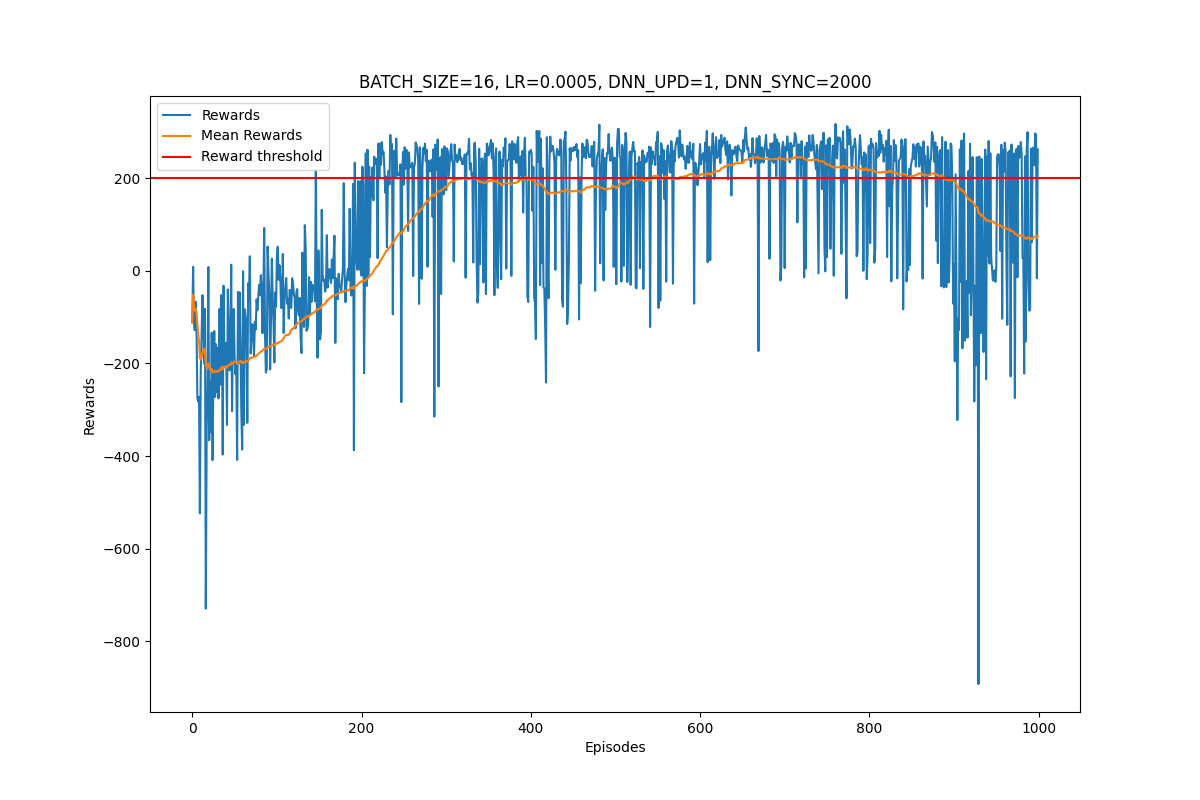 BATCH_SIZE=16, LR=0.0005, DNN_UPD=1, DNN_SYNC=2000
Rewards
Mean Rewards
Reward threshold
200
0
−200
−400
−600
−800
Rewards
0
200
400
600
800
1000
Episodes